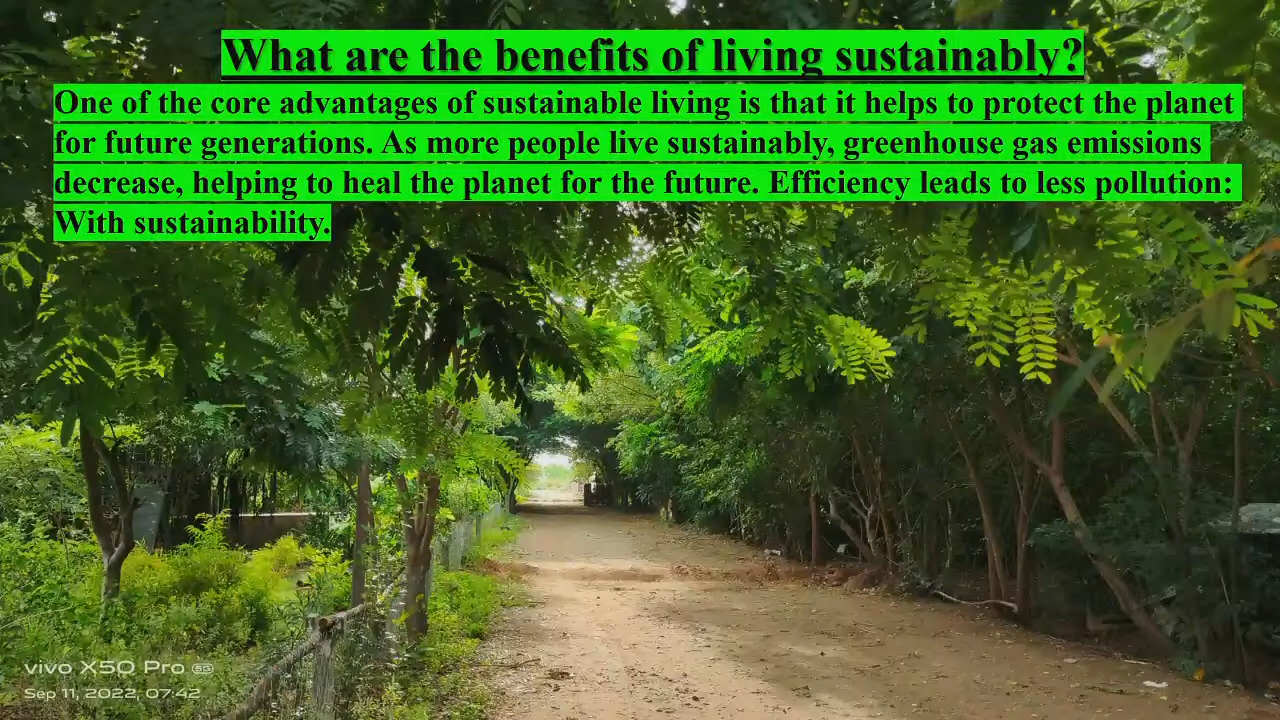 What are the benefits of living sustainably?
One of the core advantages of sustainable living is that it helps to protect the planet
for future generations. As more people live sustainably, greenhouse gas emissions
decrease, helping to heal the planet for the future. Efficiency leads to less pollution:
With sustainability.
vivo X50 Pro 5G
Sep 11, 2022, 07:42